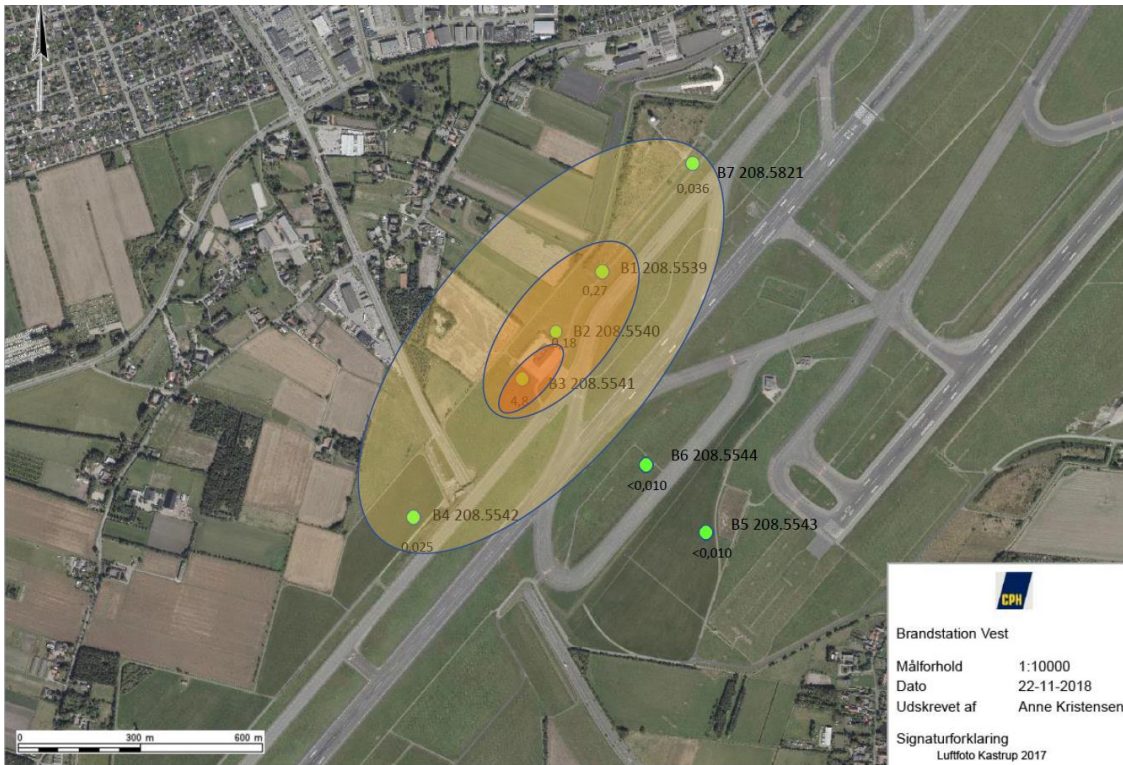 B7 208.5821
0,036
B1 208.5539
0,27
B2 208.5540
0,18
B3 208.5541
4,8
B6 208.5544
<0,010
B4 208.5542
0,025
B5 208.5543
<0,010
CPH
Brandstation Vest
Målforhold 1:10000
Dato 22-11-2018
Udskrevet af Anne Kristensen
Signaturforklaring
Luftfoto Kastrup 2017
0 300 m 600 m